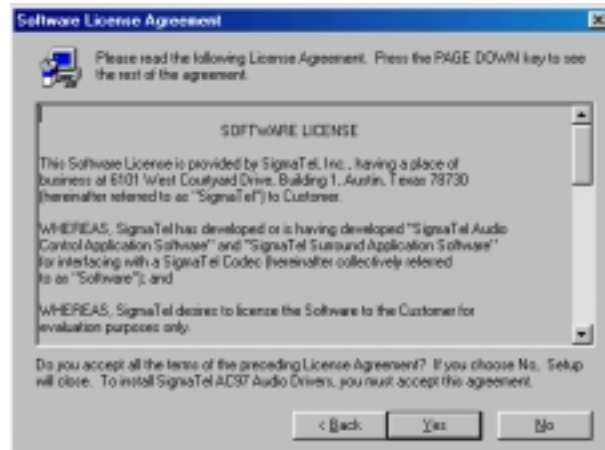 Software License Agreement
Please read the following License Agreement. Press the PAGE DOWN key to see
the rest of the agreement.
SOFTWARE LICENSE
This Software License is provided by SigmaTel, Inc., having a place of
business at 6101 West Courtyard Drive, Building 1, Austin, Texas 78730
(hereinafter referred to as "SigmaTel") to Customer.
WHEREAS, SigmaTel has developed or is having developed "SigmaTel Audio
Control Application Software" and "SigmaTel Surround Application Software"
for interfacing with a SigmaTel Codec (hereinafter collectively referred
to as "Software"); and
WHEREAS, SigmaTel desires to license the Software to the Customer for
evaluation purposes only.
Do you accept all the terms of the preceding License Agreement? If you choose No, Setup
will close. To install SigmaTel AC97 Audio Drivers, you must accept this agreement.
< Back
Yes
No